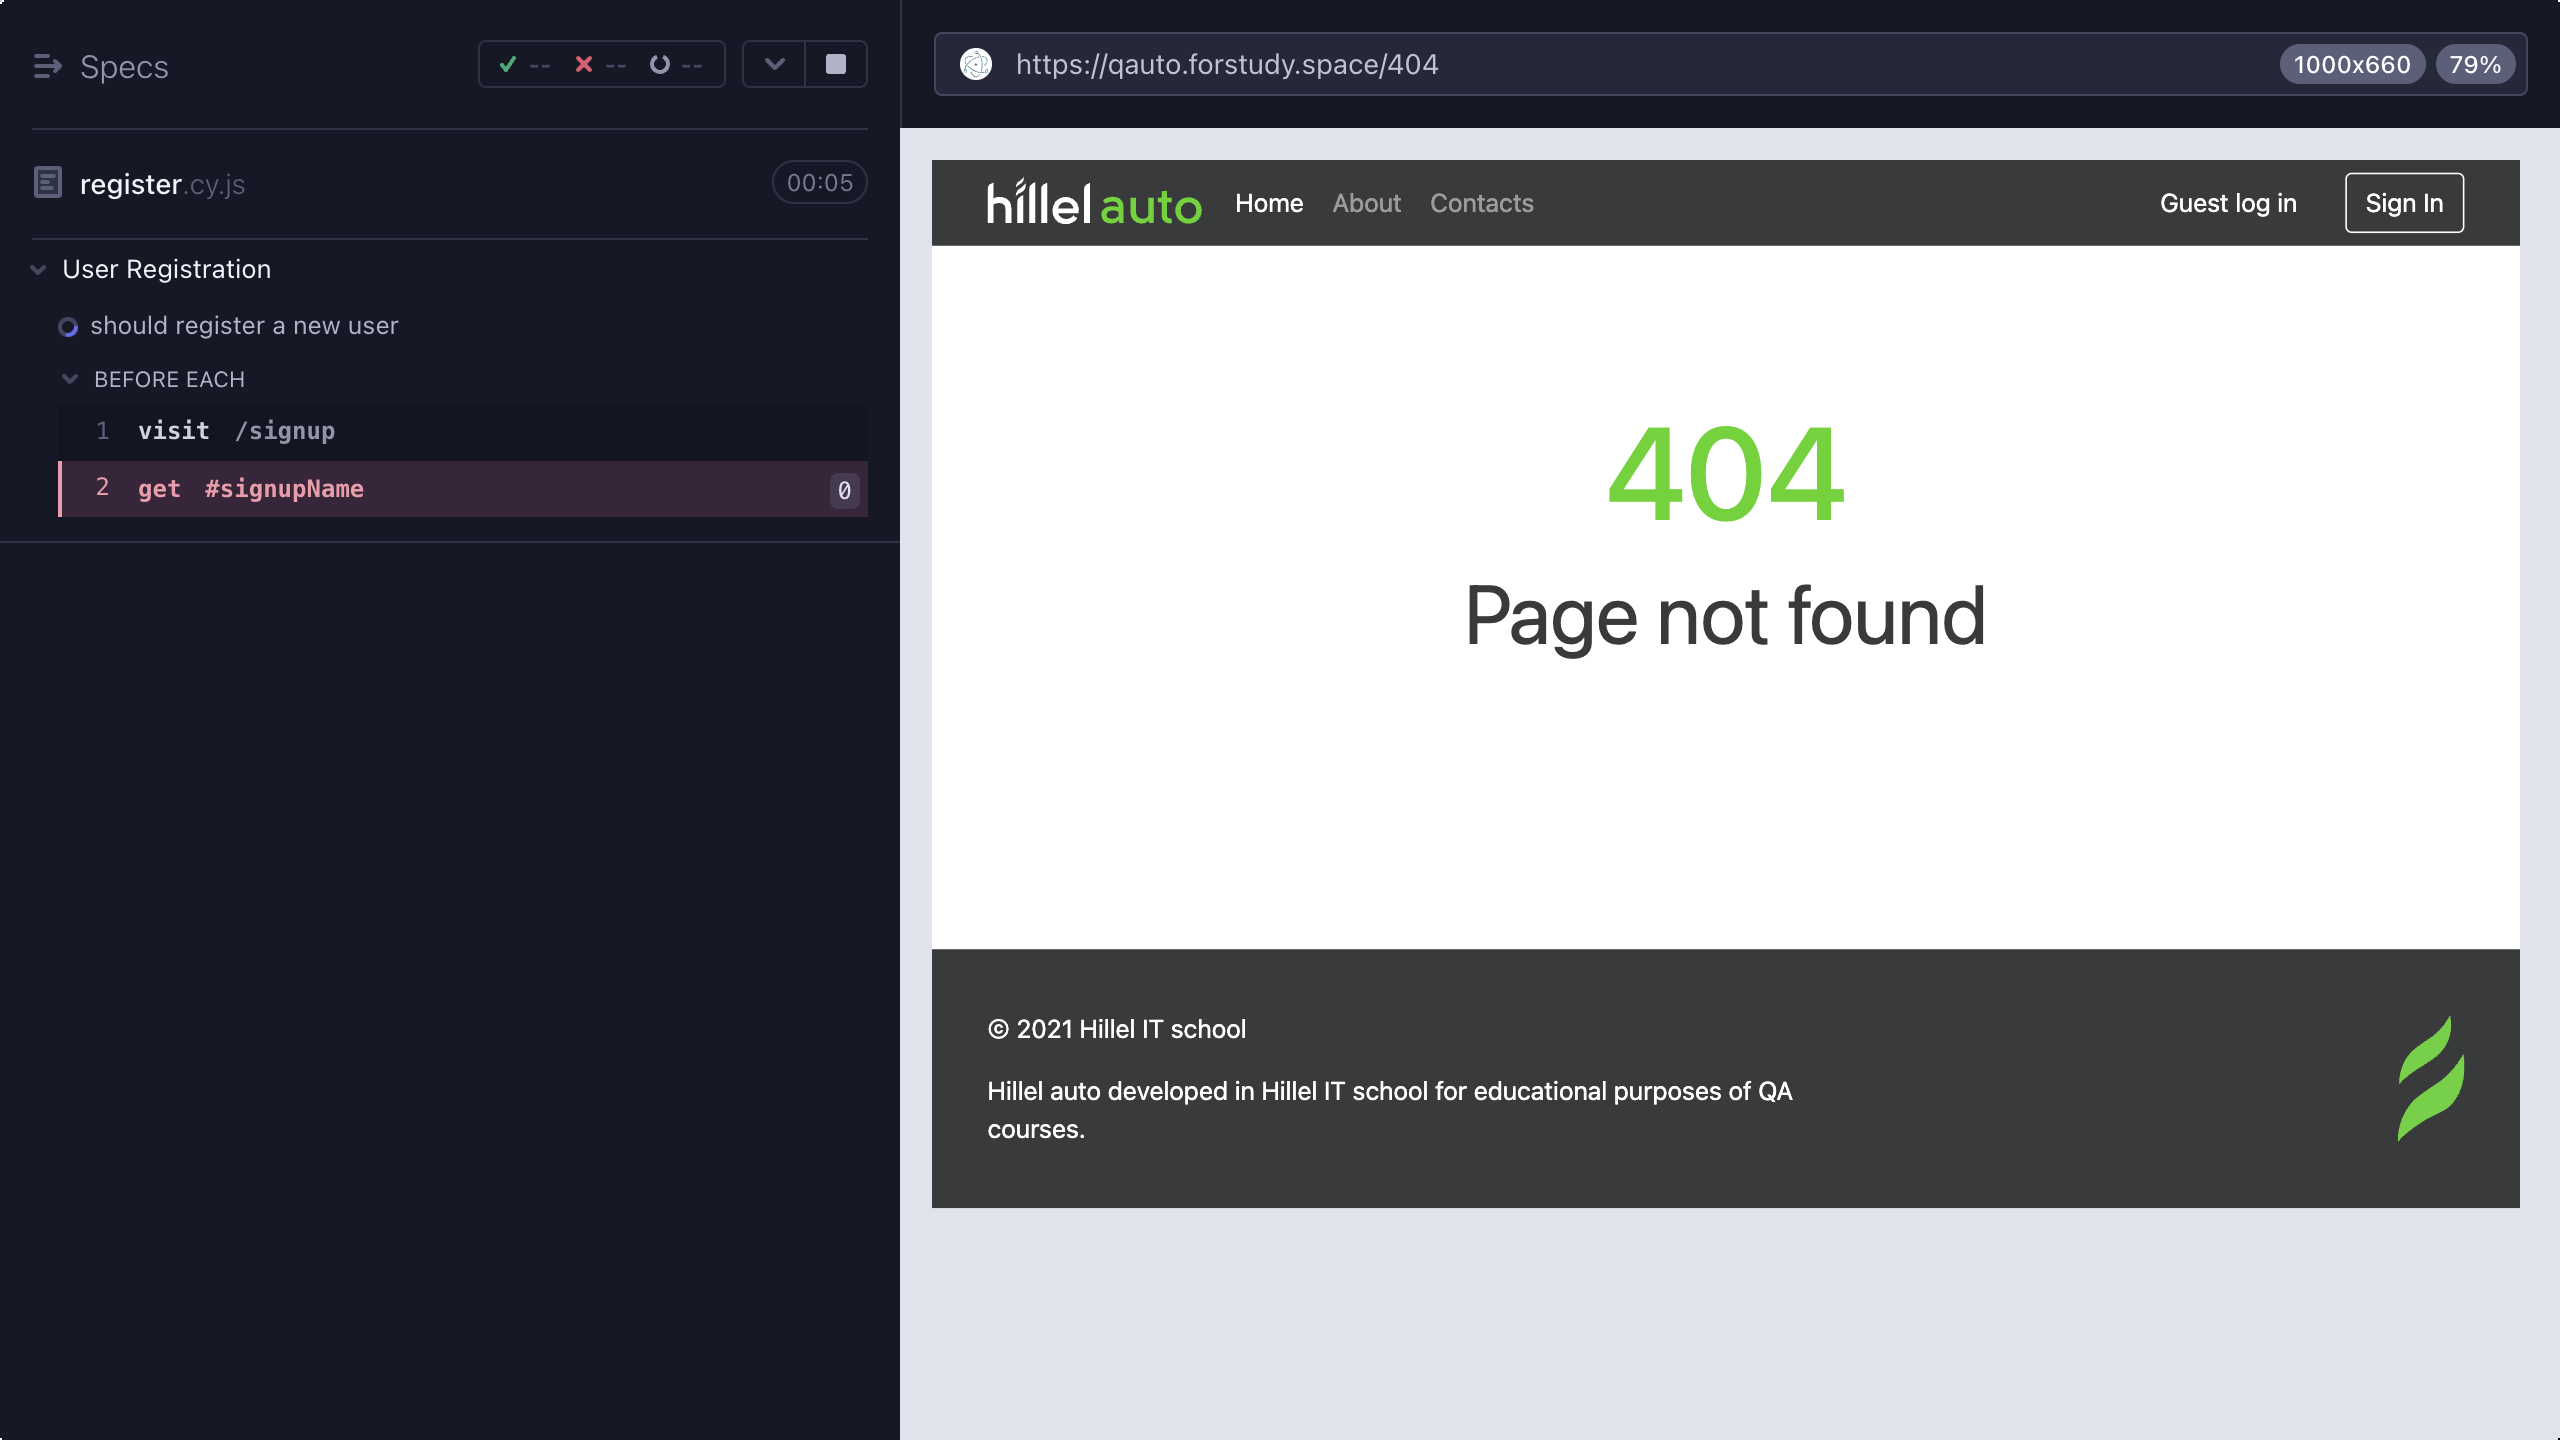 Specs
-- -- --
register.cy.js
00:05
User Registration
should register a new user
BEFORE EACH
1 visit /signup
2 get #signupName 0
https://qauto.forstudy.space/404
1000x660
79%
hillel auto
Home
About
Contacts
Guest log in
Sign In
404
Page not found
© 2021 Hillel IT school
Hillel auto developed in Hillel IT school for educational purposes of QA
courses.